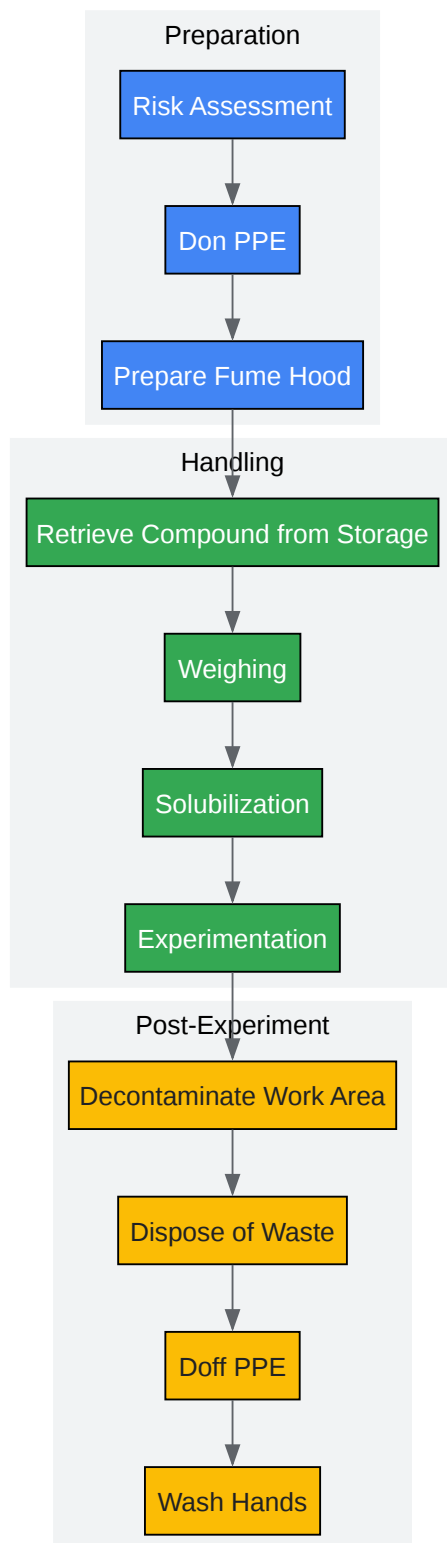 Preparation
Risk Assessment
Don PPE
Prepare Fume Hood
Handling
Retrieve Compound from Storage
Weighing
Solubilization
Experimentation
Post-Experiment
Decontaminate Work Area
Dispose of Waste
Doff PPE
Wash Hands